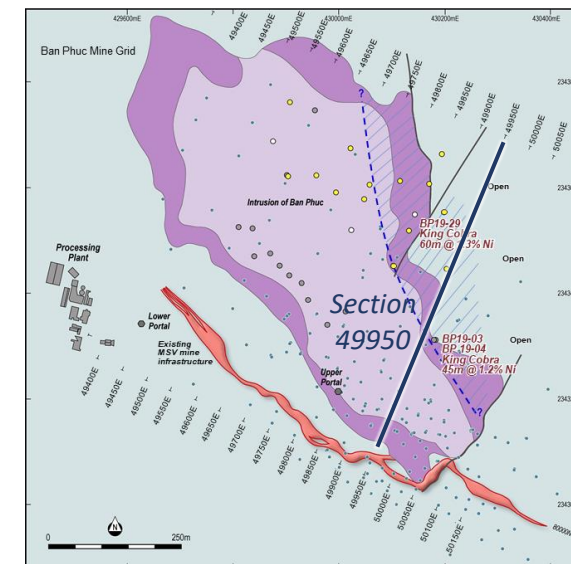 429600mE
430000mE
430200mE
430400mE
Ban Phuc Mine Grid
49400E
49450E
49500E
49550E
49600E
49650E
49700E
49750E
49800E
49850E
49900E
49950E
50000E
50050E
?
Open
Intrusion of Ban Phuc
BP19-29
King Cobra
Open
Processing
Plant
Section
49950
Lower
Portal
Existing
MSV mine
infrastructure
BP19-03
BP19-04
King Cobra
45m @ 1.2% Ni
Open
Upper
Portal
?
49400E
49450E
49500E
49550E
49600E
49650E
49700E
49750E
49800E
49850E
49900E
49950E
50000E
50050E
50100E
50150E
N
0
250m